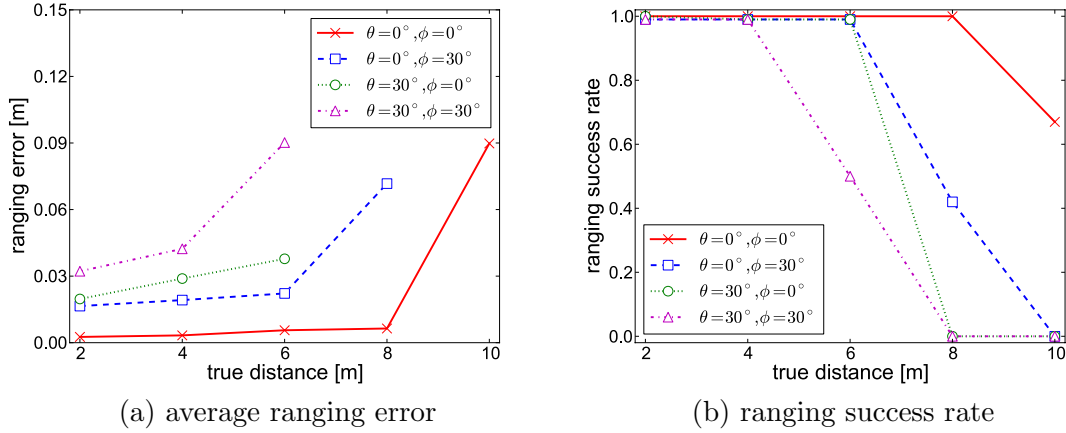 0.15
0.12
0.09
0.06
0.03
0.00
ranging error [m]
θ=0°,ϕ=0°
θ=0°,ϕ=30°
θ=30°,ϕ=0°
θ=30°,ϕ=30°
2 4 6 8 10
true distance [m]
(a) average ranging error
1.0
0.8
0.6
0.4
0.2
0.0
ranging success rate
θ=0°,ϕ=0°
θ=0°,ϕ=30°
θ=30°,ϕ=0°
θ=30°,ϕ=30°
2 4 6 8 10
true distance [m]
(b) ranging success rate